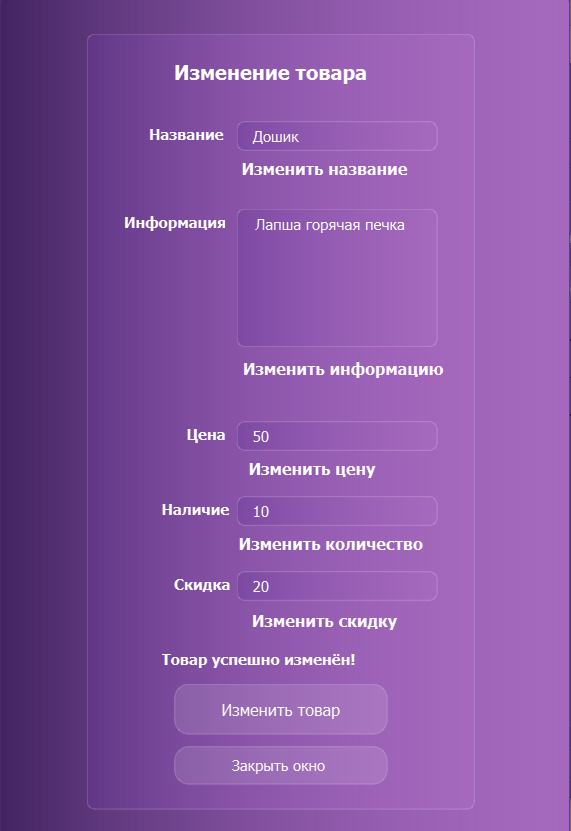 Изменение товара
Название
Дошик
Изменить название
Информация
Лапша горячая печка
Изменить информацию
Цена
50
Изменить цену
Наличие
10
Изменить количество
Скидка
20
Изменить скидку
Товар успешно изменён!
Изменить товар
Закрыть окно